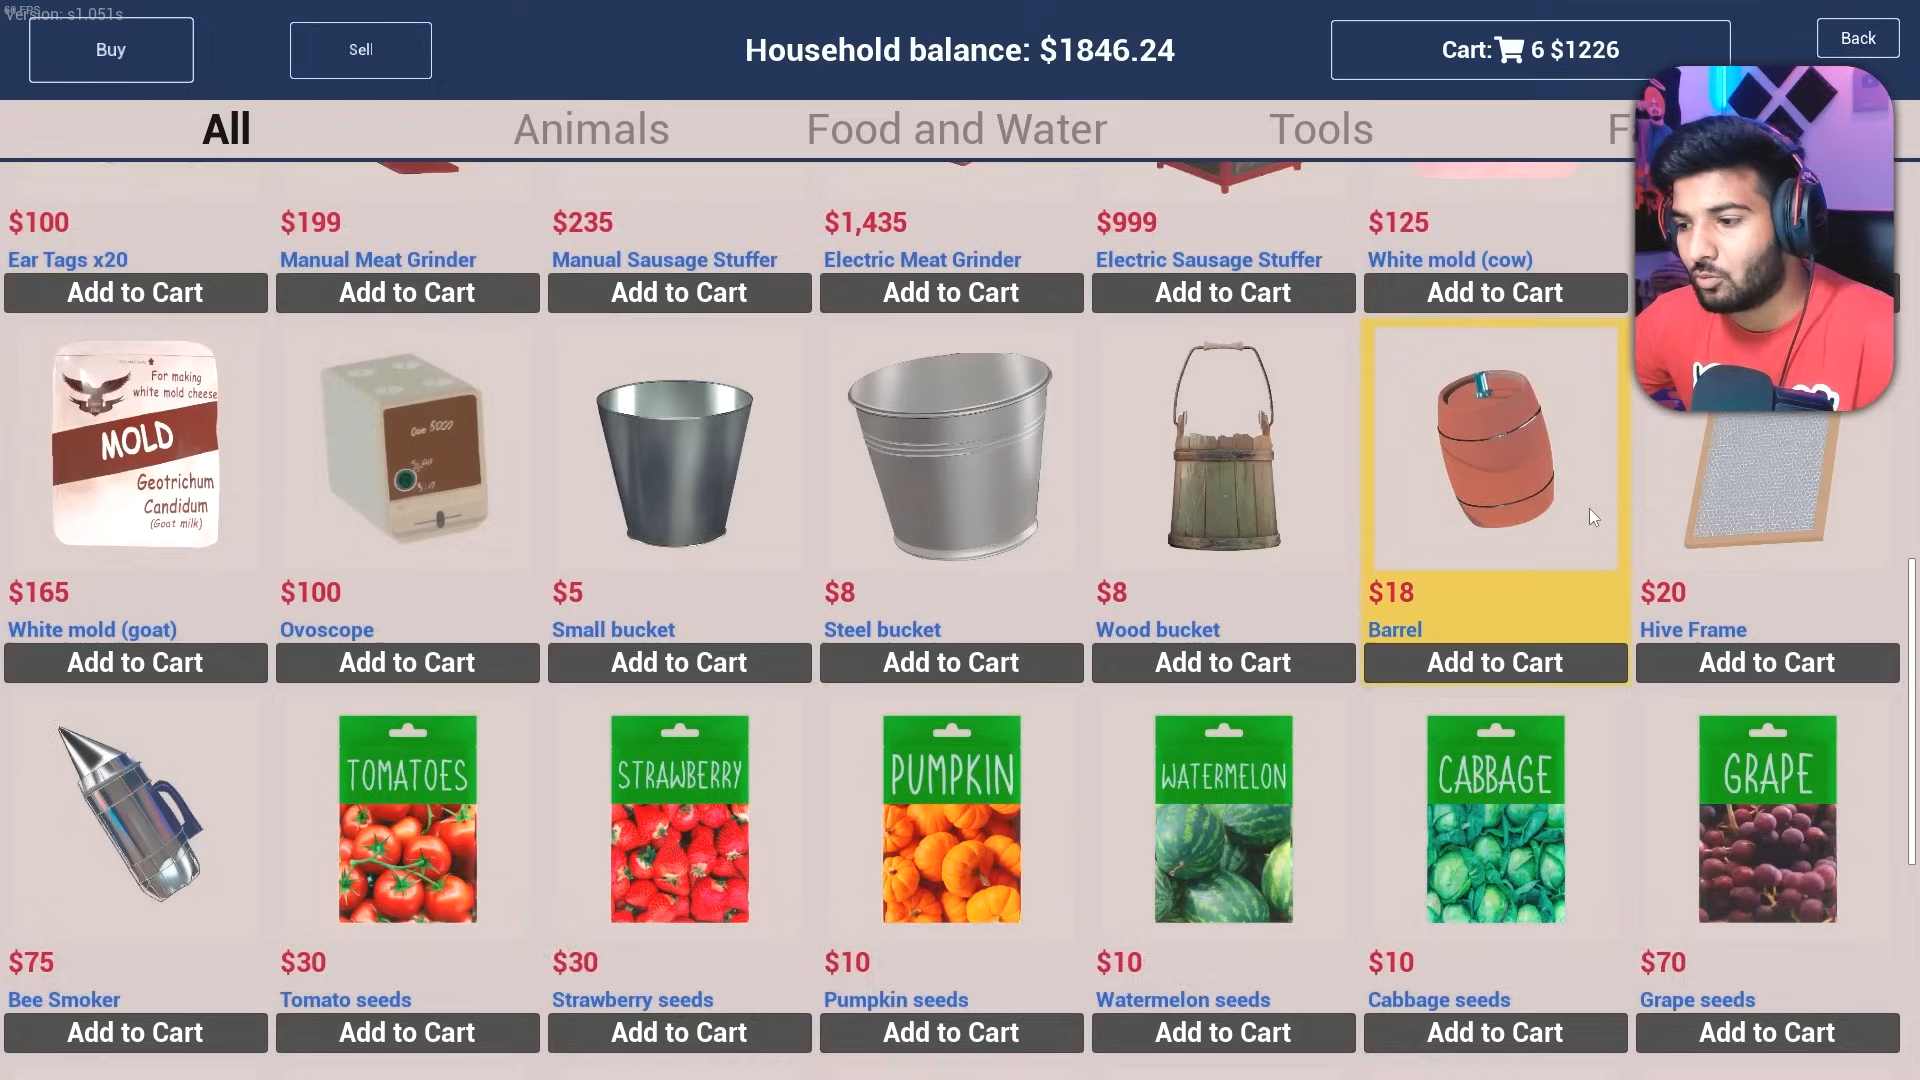 60 FPS
Version: s1.051s
Buy
Sell
Household balance: $1846.24
Cart: 6 $1226
Back
All
Animals
Food and Water
Tools
$100
Ear Tags x20
Add to Cart
$199
Manual Meat Grinder
Add to Cart
$235
Manual Sausage Stuffer
Add to Cart
$1,435
Electric Meat Grinder
Add to Cart
$999
Electric Sausage Stuffer
Add to Cart
$125
White mold (cow)
Add to Cart
For making
white mold cheese
MOLD
Geotrichum
Candidum
(Goat milk)
$165
White mold (goat)
Add to Cart
$100
Ovoscope
Add to Cart
$5
Small bucket
Add to Cart
$8
Steel bucket
Add to Cart
$8
Wood bucket
Add to Cart
$18
Barrel
Add to Cart
$20
Hive Frame
Add to Cart
$75
Bee Smoker
Add to Cart
TOMATOES
$30
Tomato seeds
Add to Cart
STRAWBERRY
$30
Strawberry seeds
Add to Cart
PUMPKIN
$10
Pumpkin seeds
Add to Cart
WATERMELON
$10
Watermelon seeds
Add to Cart
CABBAGE
$10
Cabbage seeds
Add to Cart
GRAPE
$70
Grape seeds
Add to Cart